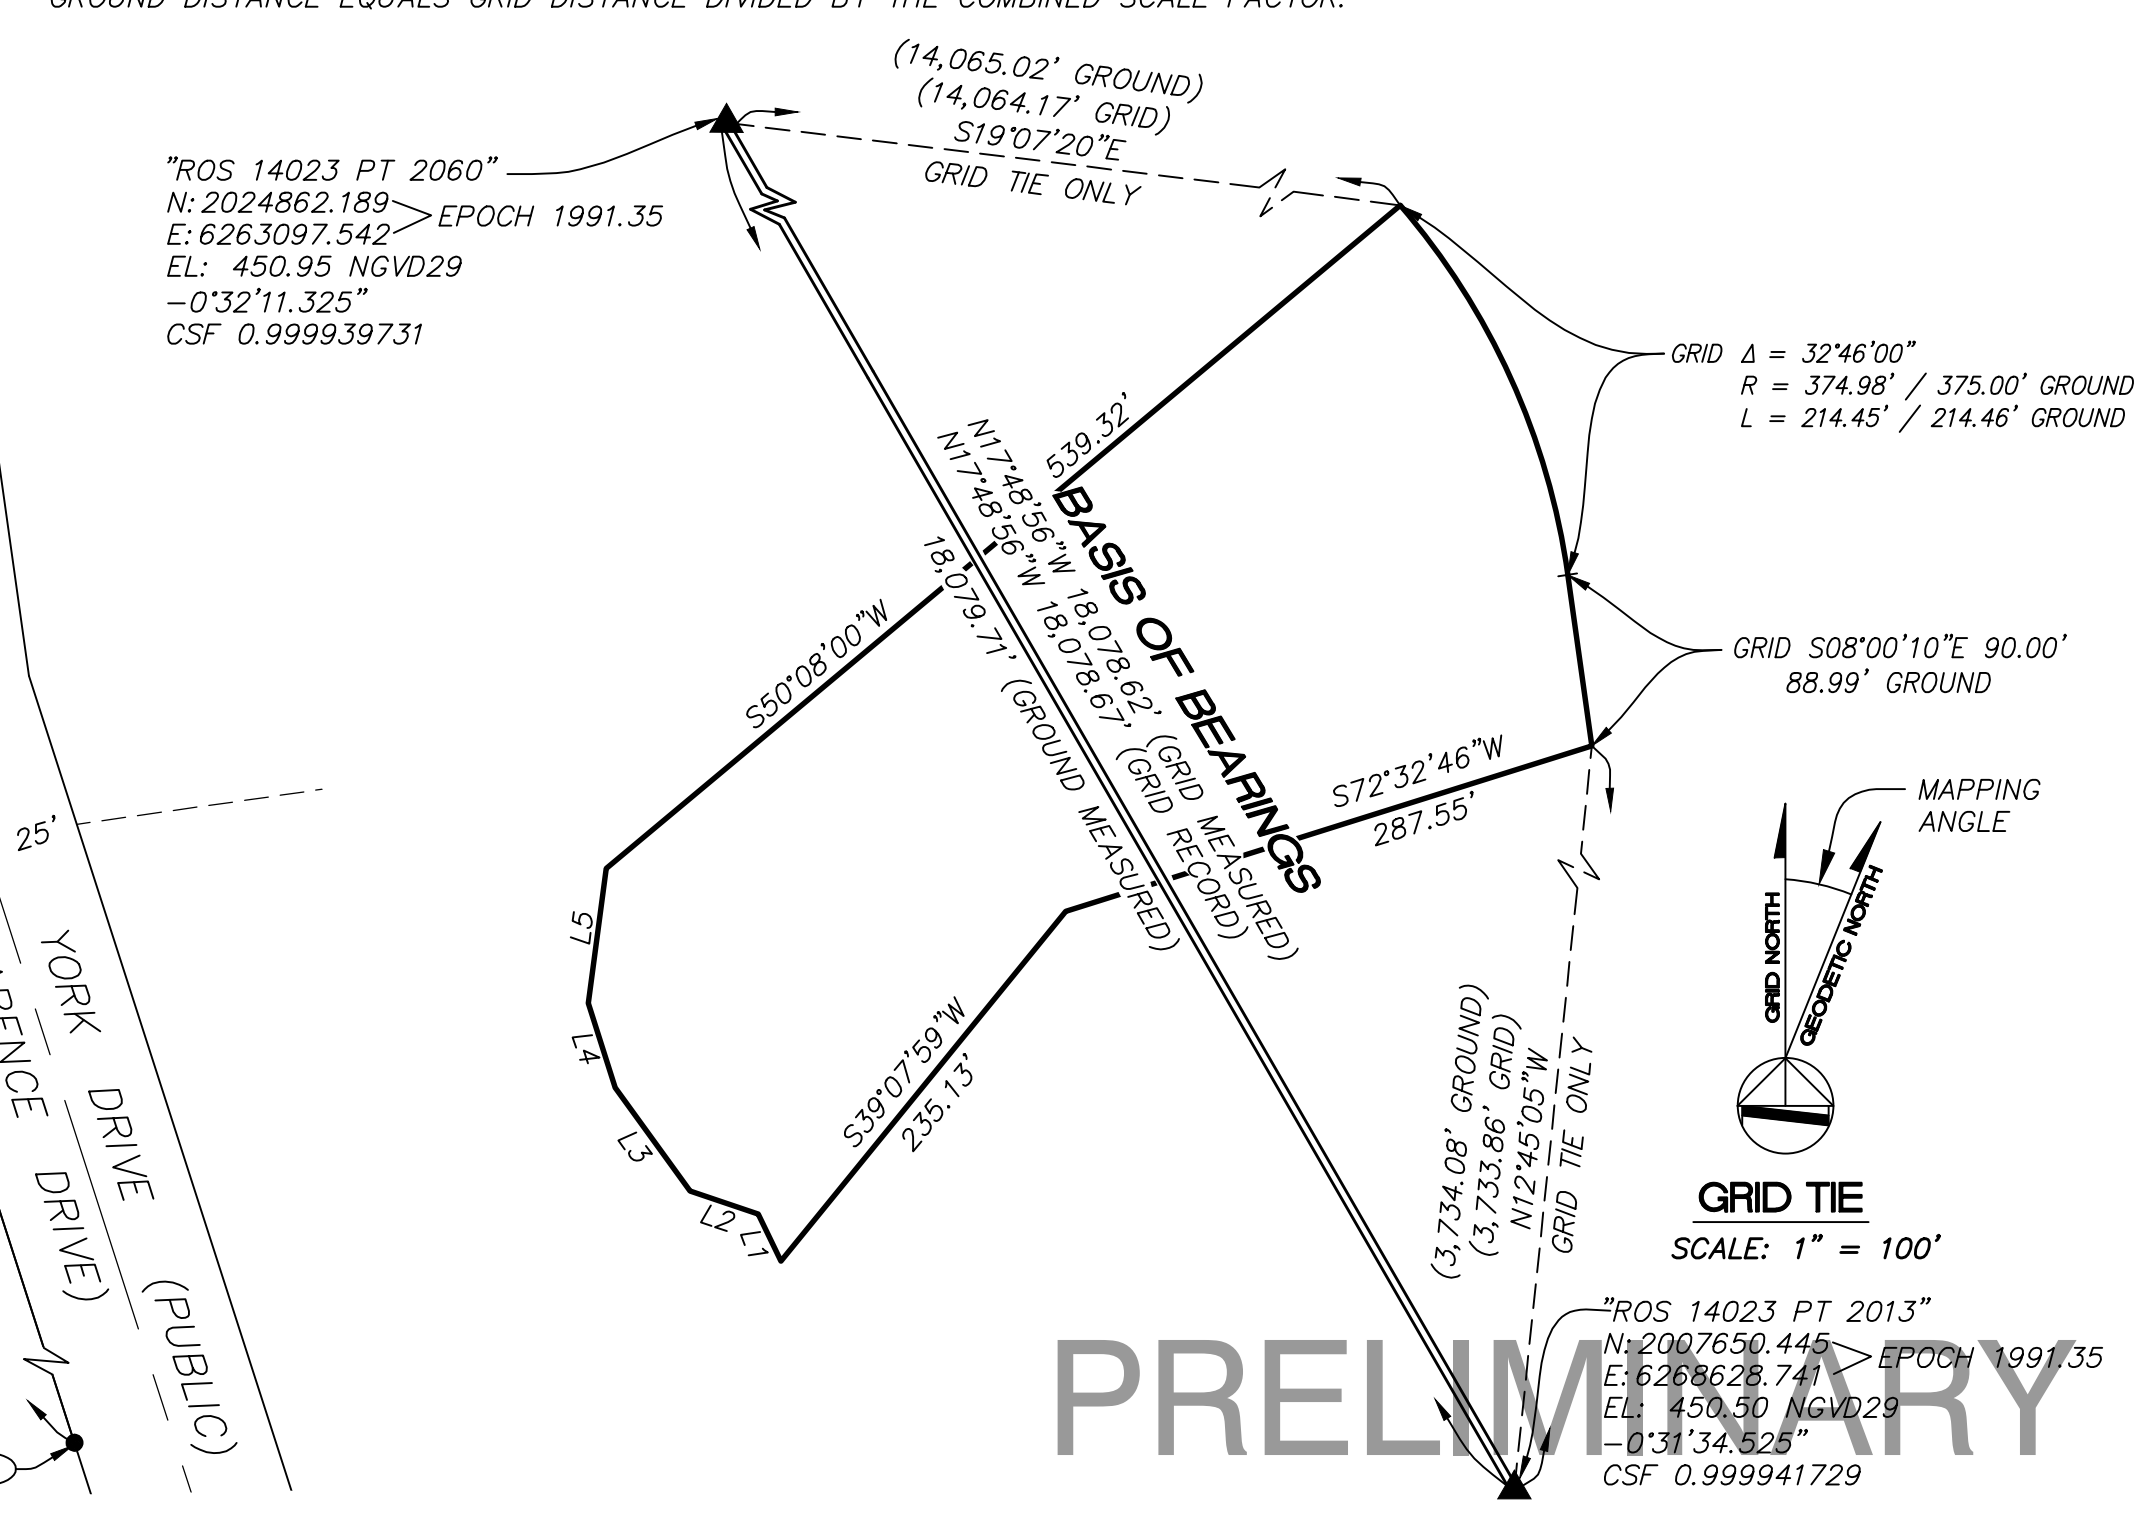 GROUND DISTANCE EQUALS GRID DISTANCE DIVIDED BY THE COMBINED SCALE FACTOR.
(14,065.02' GROUND)
(14,064.17' GRID)
S19°07'20"E
GRID TIE ONLY
"ROS 14023 PT 2060"
N: 2024862.189
E: 6263097.542
EPOCH 1991.35
EL: 450.95 NGVD29
-0°32'11.325"
CSF 0.999939731
GRID Δ = 32°46'00"
R = 374.98' / 375.00' GROUND
L = 214.45' / 214.46' GROUND
539.32'
S50°08'00"W
BASIS OF BEARINGS
N17°48'56"W 18,078.62' (GRID MEASURED)
N17°48'56"W 18,078.67' (GRID RECORD)
18,079.71' (GROUND MEASURED)
GRID S08°00'10"E 90.00'
88.99' GROUND
S72°32'46"W
287.55'
MAPPING
ANGLE
GRID NORTH
GEODETIC NORTH
25'
L5
L4
L3
L2
L1
S39°07'59"W
235.13'
(3,734.08' GROUND)
(3,733.86' GRID)
N12°45'05"W
GRID TIE ONLY
YORK DRIVE (PUBLIC)
DRIVE)
GRID TIE
SCALE: 1" = 100'
"ROS 14023 PT 2013"
N: 2007650.445
E: 6268628.741
EPOCH 1991.35
EL: 450.50 NGVD29
-0°31'34.525"
CSF 0.999941729
PRELIMINARY